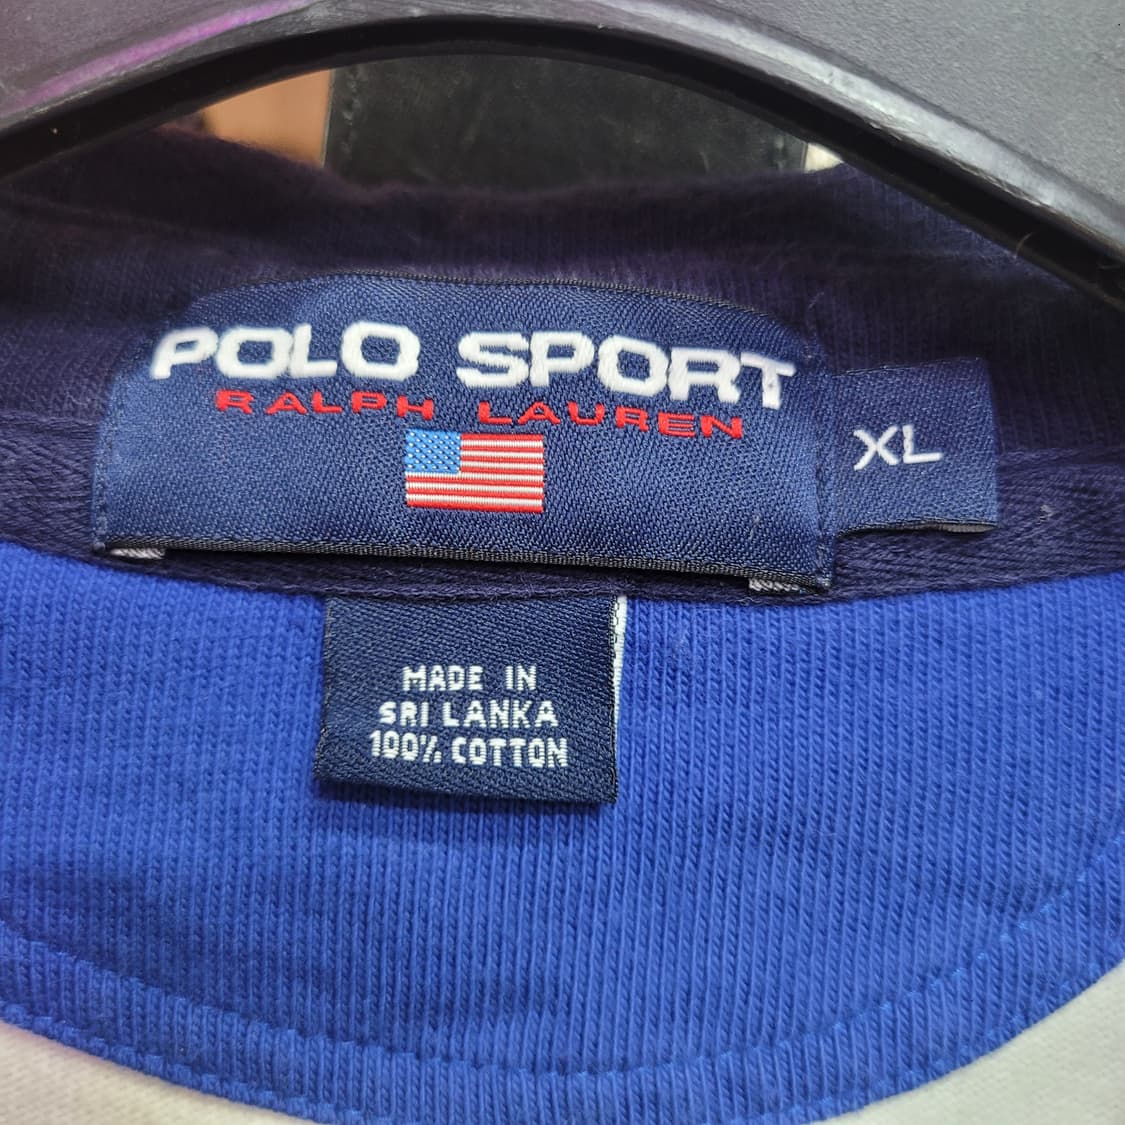 POLO SPORT
RALPH LAUREN
XL
MADE IN
SRI LANKA
100% COTTON